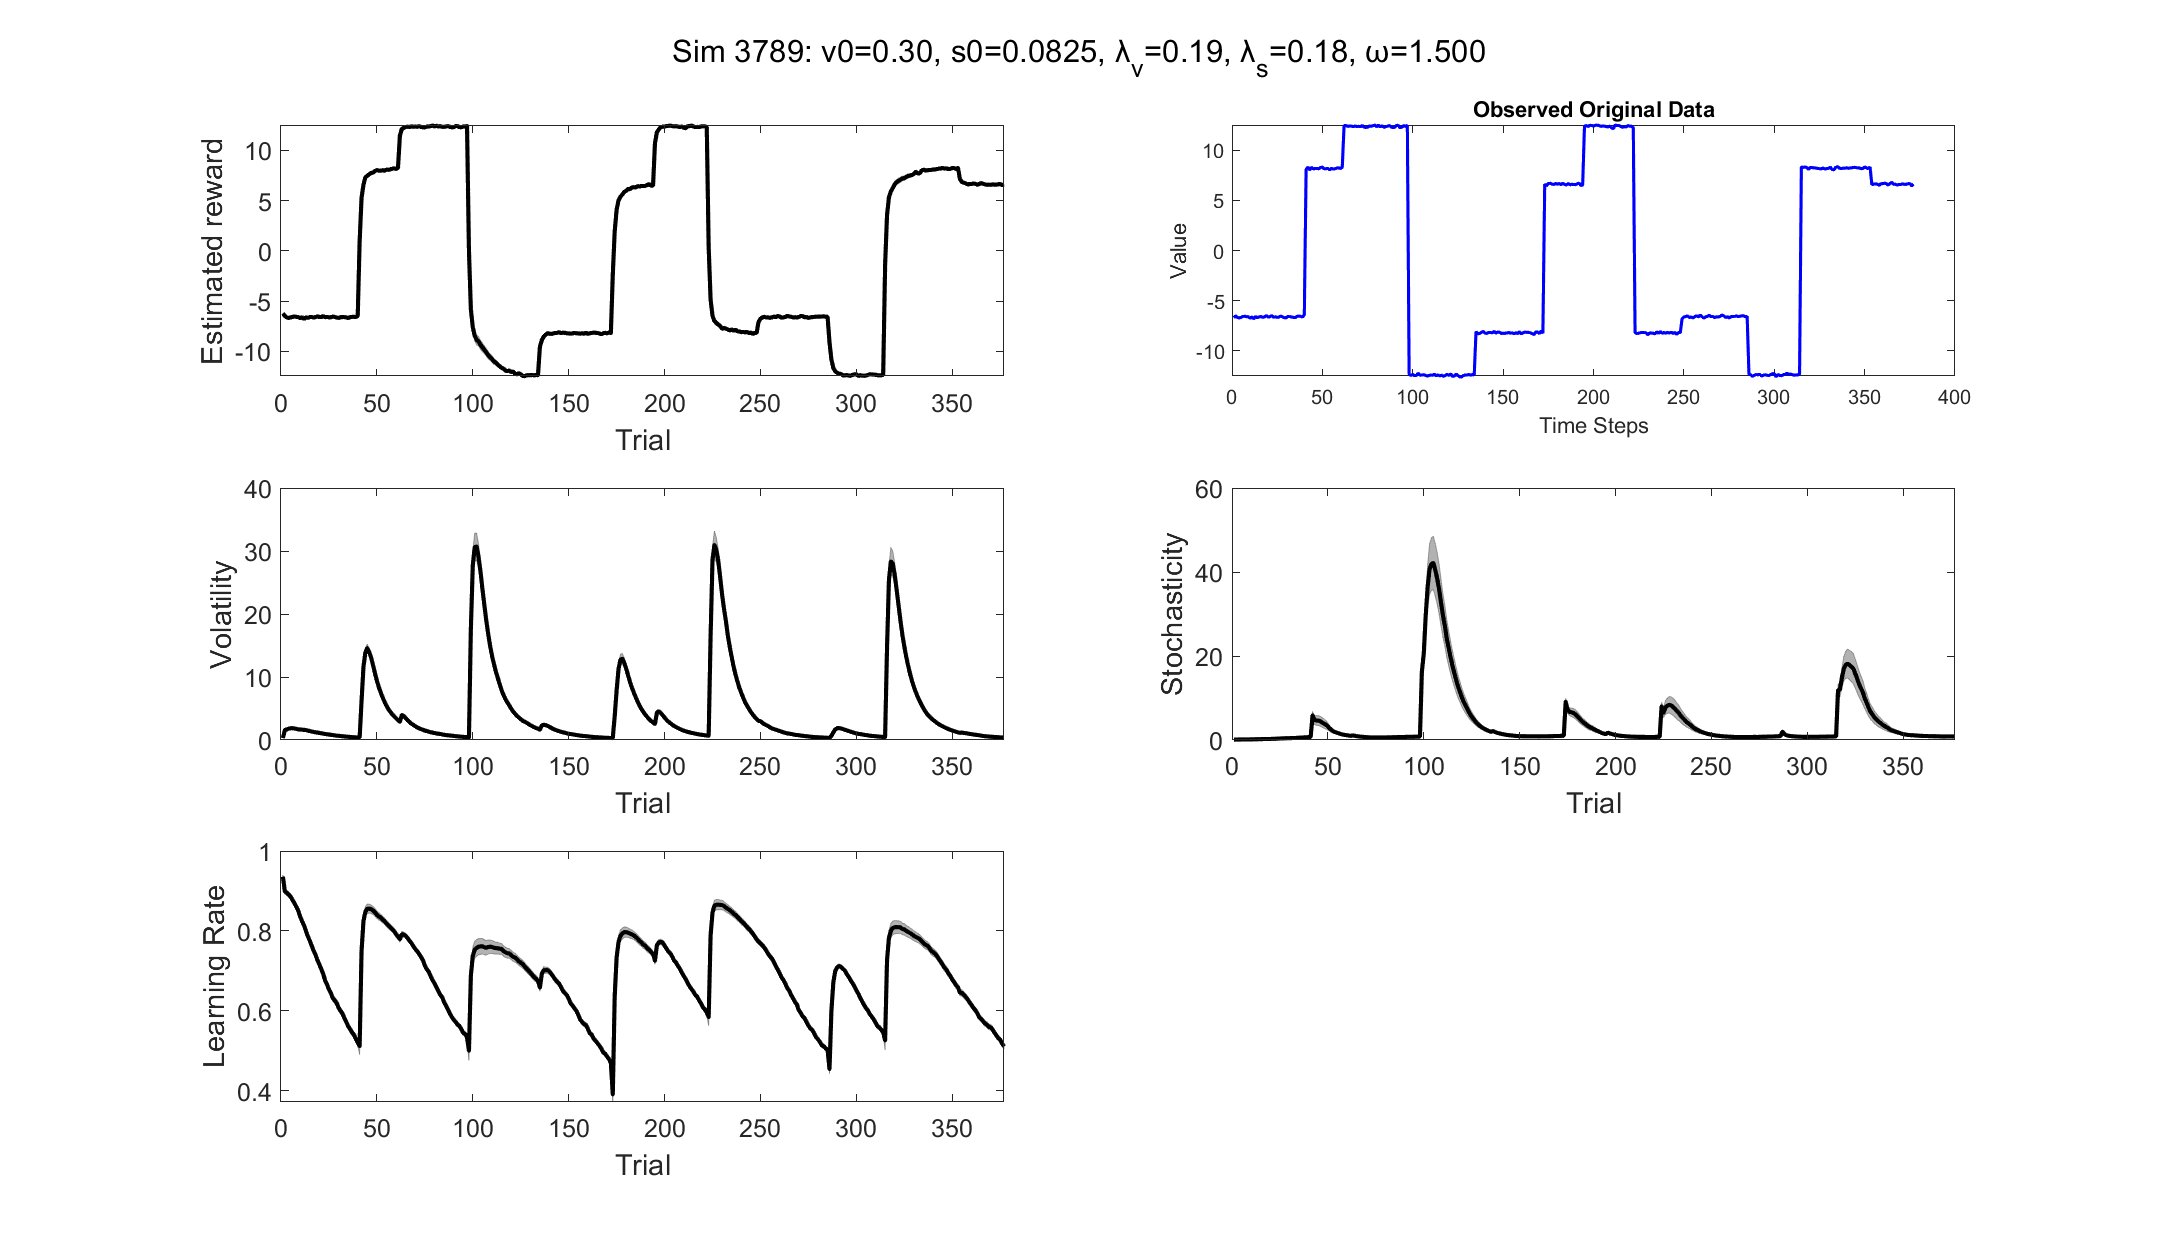 Sim 3789: v0=0.30, s0=0.0825, λv=0.19, λs=0.18, ω=1.500
Estimated reward
10
5
0
-5
-10
0 50 100 150 200 250 300 350
Trial
Observed Original Data
Value
10
5
0
-5
-10
0 50 100 150 200 250 300 350 400
Time Steps
Volatility
40
30
20
10
0
0 50 100 150 200 250 300 350
Trial
Stochasticity
60
40
20
0
0 50 100 150 200 250 300 350
Trial
Learning Rate
1
0.8
0.6
0.4
0 50 100 150 200 250 300 350
Trial